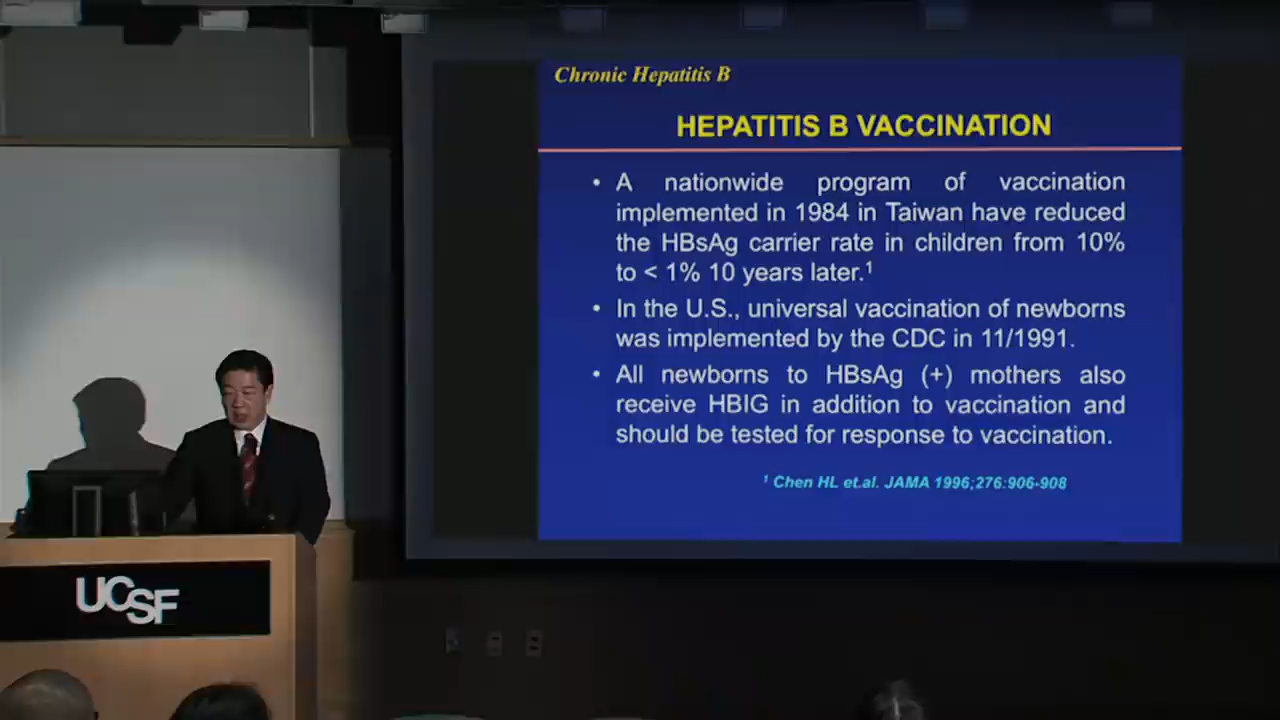 Chronic Hepatitis B
HEPATITIS B VACCINATION
• A nationwide program of vaccination
implemented in 1984 in Taiwan have reduced
the HBsAg carrier rate in children from 10%
to < 1% 10 years later.¹
• In the U.S., universal vaccination of newborns
was implemented by the CDC in 11/1991.
• All newborns to HBsAg (+) mothers also
receive HBIG in addition to vaccination and
should be tested for response to vaccination.
¹ Chen HL et.al. JAMA 1996;276:906-908
UCSF